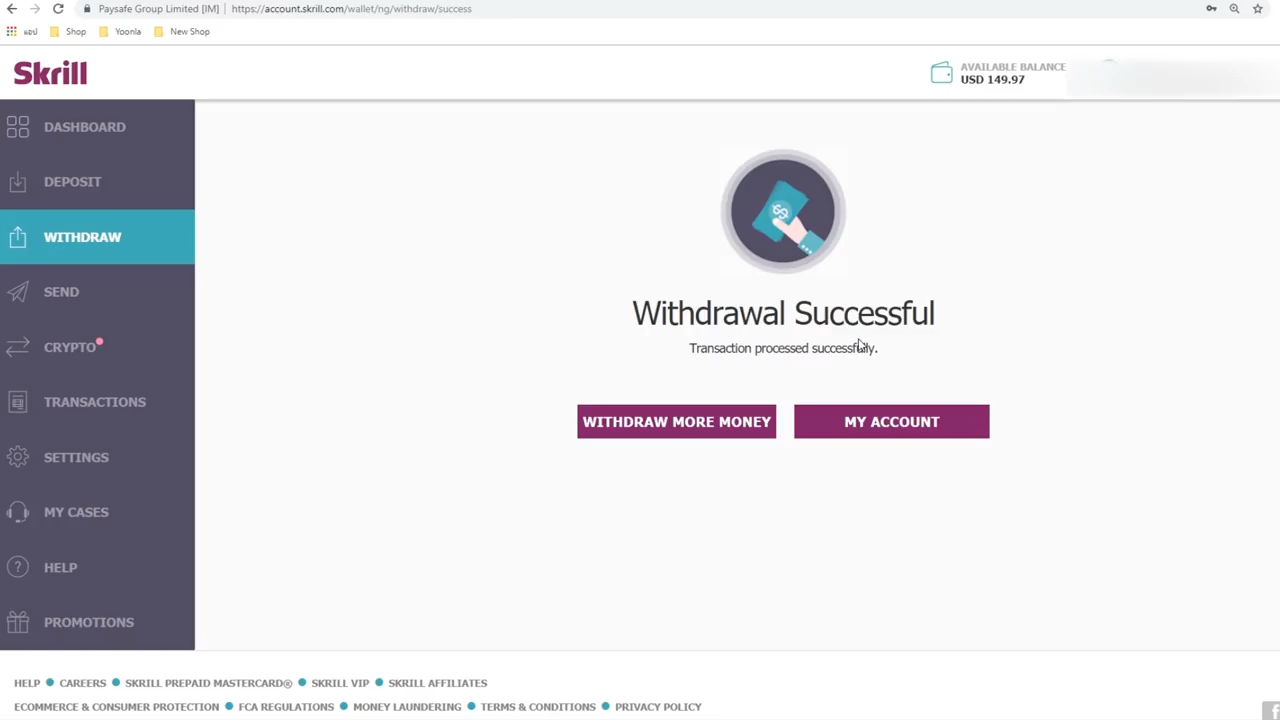 Paysafe Group Limited [IM] | https://account.skrill.com/wallet/ng/withdraw/success
แอป Shop Yoonla New Shop
Skrill
AVAILABLE BALANCE
USD 149.97
DASHBOARD
DEPOSIT
WITHDRAW
SEND
CRYPTO
TRANSACTIONS
SETTINGS
MY CASES
HELP
PROMOTIONS
Withdrawal Successful
Transaction processed successfully.
WITHDRAW MORE MONEY MY ACCOUNT
HELP CAREERS SKRILL PREPAID MASTERCARD® SKRILL VIP SKRILL AFFILIATES
ECOMMERCE & CONSUMER PROTECTION FCA REGULATIONS MONEY LAUNDERING TERMS & CONDITIONS PRIVACY POLICY